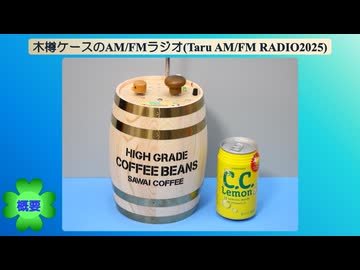 木樽ケースのAM/FMラジオ(Taru AM/FM RADIO2025)
HIGH GRADE
COFFEE BEANS
SAWAI COFFEE
C.C.
Lemon
概要